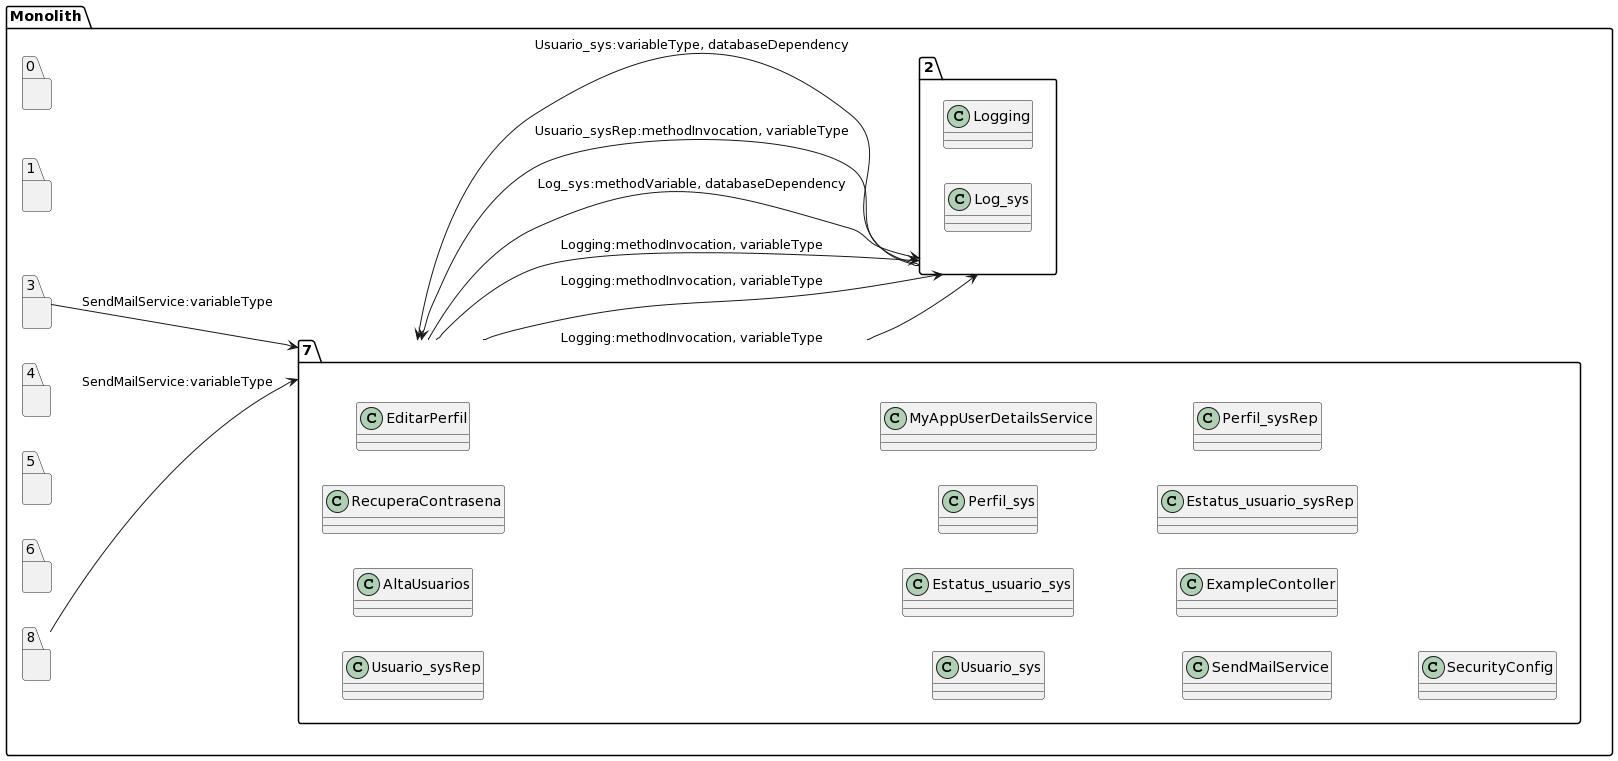 Monolith
0
1
3
4
5
6
8
SendMailService:variableType
SendMailService:variableType
Usuario_sys:variableType, databaseDependency
Usuario_sysRep:methodInvocation, variableType
Log_sys:methodVariable, databaseDependency
Logging:methodInvocation, variableType
Logging:methodInvocation, variableType
Logging:methodInvocation, variableType
2
C Logging
C Log_sys
7
C EditarPerfil
C MyAppUserDetailsService
C Perfil_sysRep
C RecuperaContrasena
C Perfil_sys
C Estatus_usuario_sysRep
C AltaUsuarios
C Estatus_usuario_sys
C ExampleContoller
C Usuario_sysRep
C Usuario_sys
C SendMailService
C SecurityConfig